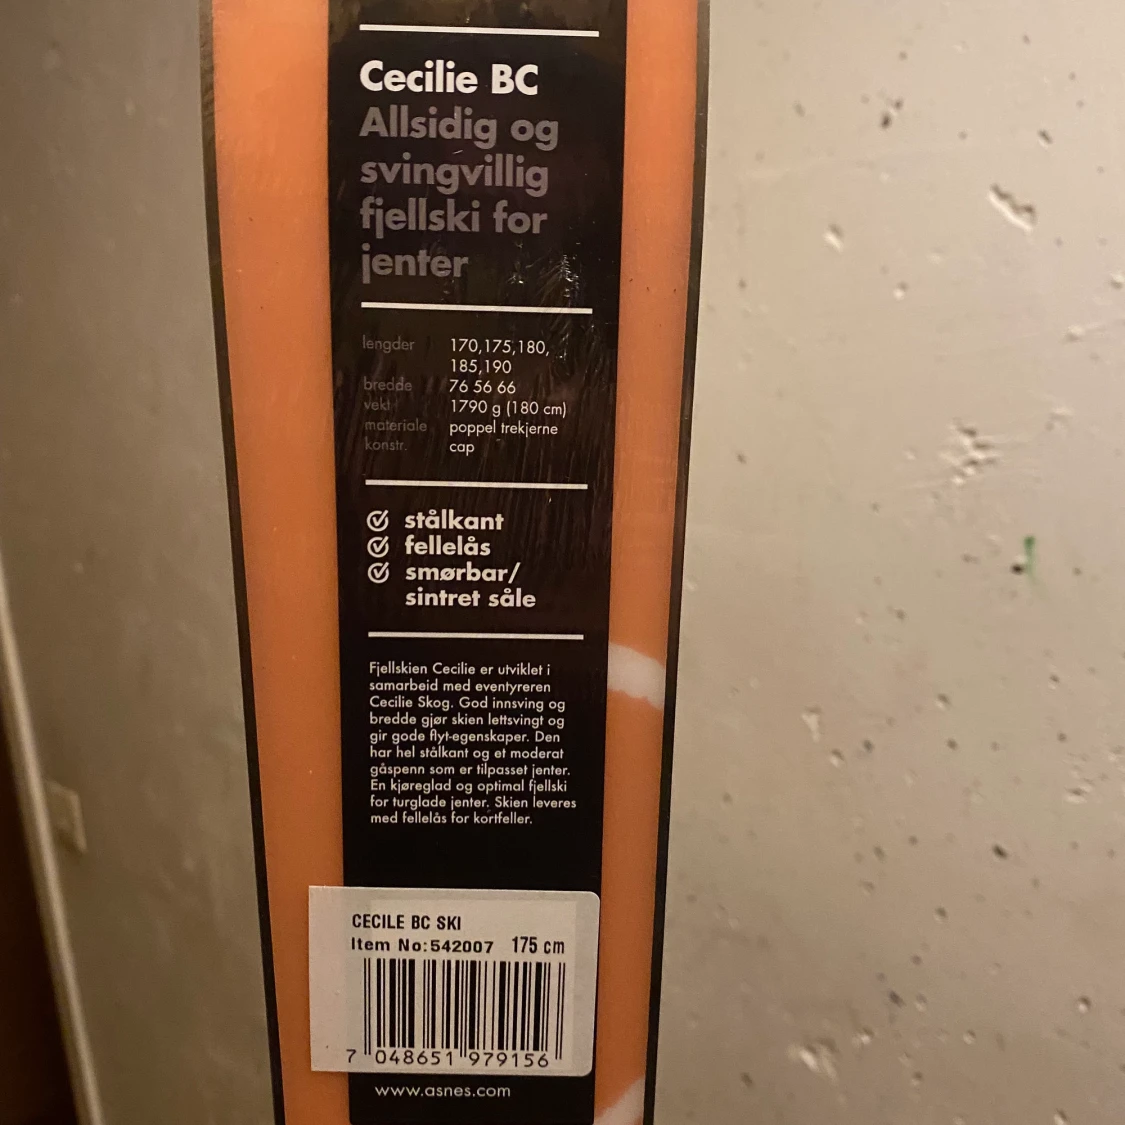 Cecilie BC
Allsidig og
svingvillig
fjellski for
jenter
lengder 170,175,180,
185,190
bredde 76 56 66
vekt 1790 g (180 cm)
materiale poppel trekjerne
konstr. cap
stålkant
fellelås
smørbar/
sintret såle
Fjellskien Cecilie er utviklet i
samarbeid med eventyreren
Cecilie Skog. God innsving og
bredde gjør skien lettsvingt og
gir gode flyt-egenskaper. Den
har hel stålkant og et moderat
gåspenn som er tilpasset jenter.
En kjøreglad og optimal fjellski
for turglade jenter. Skien leveres
med fellelås for kortfeller.
CECILE BC SKI
Item No:542007 175 cm
7 048651 979156
www.asnes.com